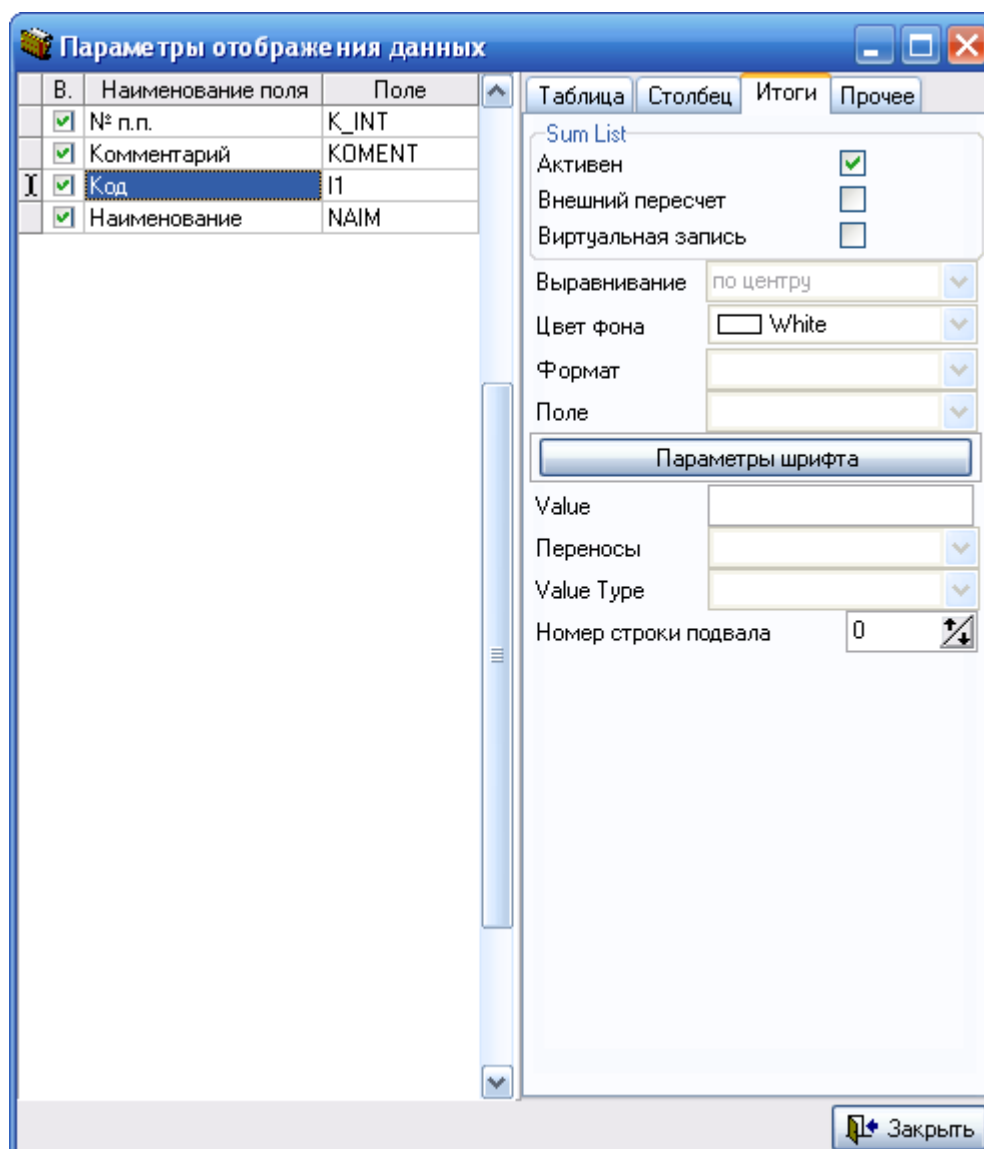 Параметры отображения данных
В. Наименование поля Поле
№ п.п. K_INT
Комментарий KOMENT
Код I1
Наименование NAIM
Таблица Столбец Итоги Прочее
Sum List
Активен
Внешний пересчет
Виртуальная запись
Выравнивание по центру
Цвет фона White
Формат
Поле
Параметры шрифта
Value
Переносы
Value Type
Номер строки подвала 0
Закрыть